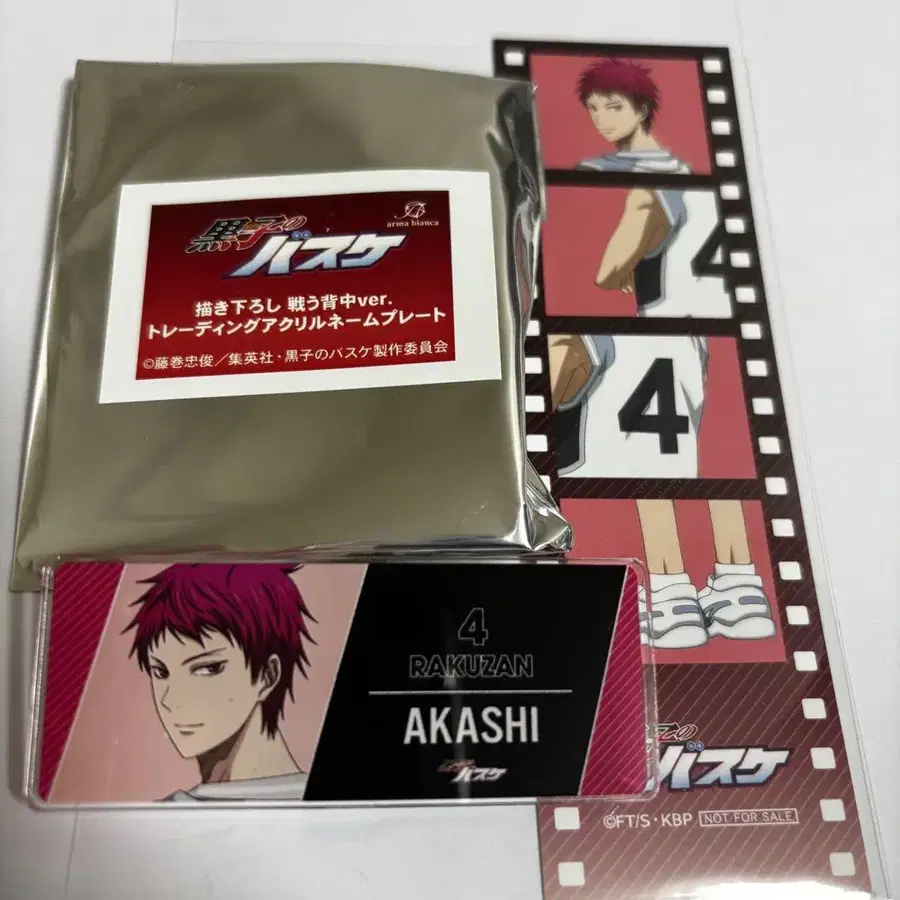 黒子の
バスケ
arma bianca
描き下ろし 戦う背中ver.
トレーディングアクリルネームプレート
©藤巻忠俊／集英社・黒子のバスケ製作委員会
4
4
4
RAKUZAN
AKASHI
黒子の
バスケ
子の
バスケ
©FT/S・KBP NOT FOR SALE